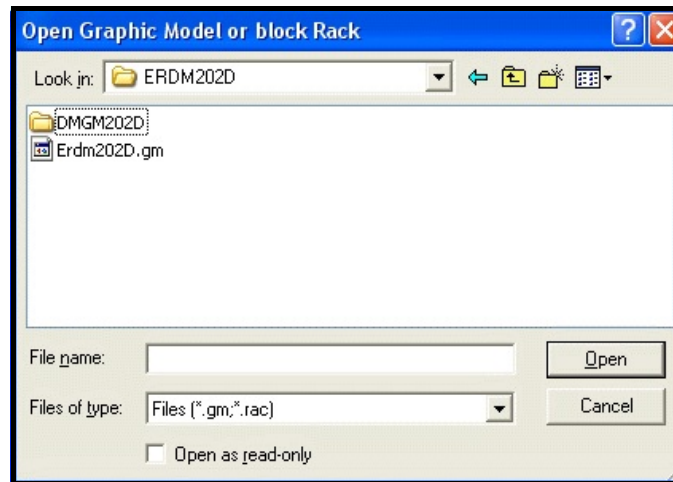 Open Graphic Model or block Rack
Look in: ERDM202D
DMGM202D
Erdm202D.gm
File name: Open
Files of type: Files (*.gm;*.rac) Cancel
Open as read-only